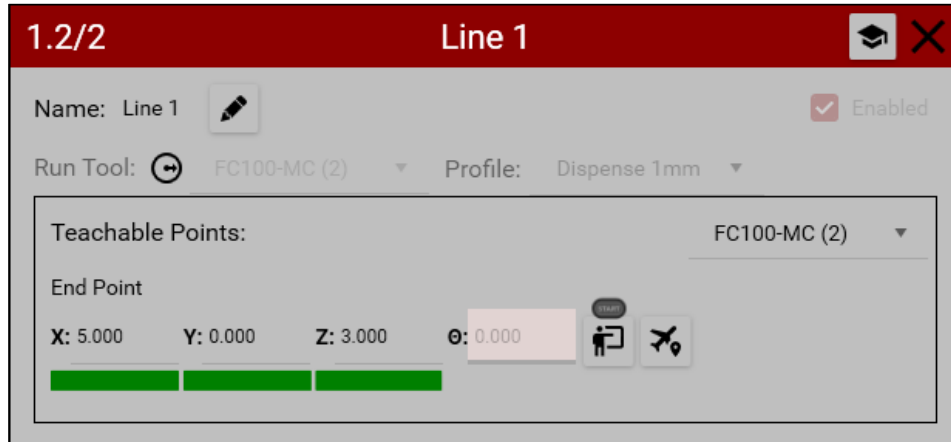 1.2/2 Line 1
Name: Line 1 Enabled
Run Tool: FC100-MC (2) Profile: Dispense 1mm
Teachable Points: FC100-MC (2)
End Point
START
X: 5.000 Y: 0.000 Z: 3.000 Θ: 0.000